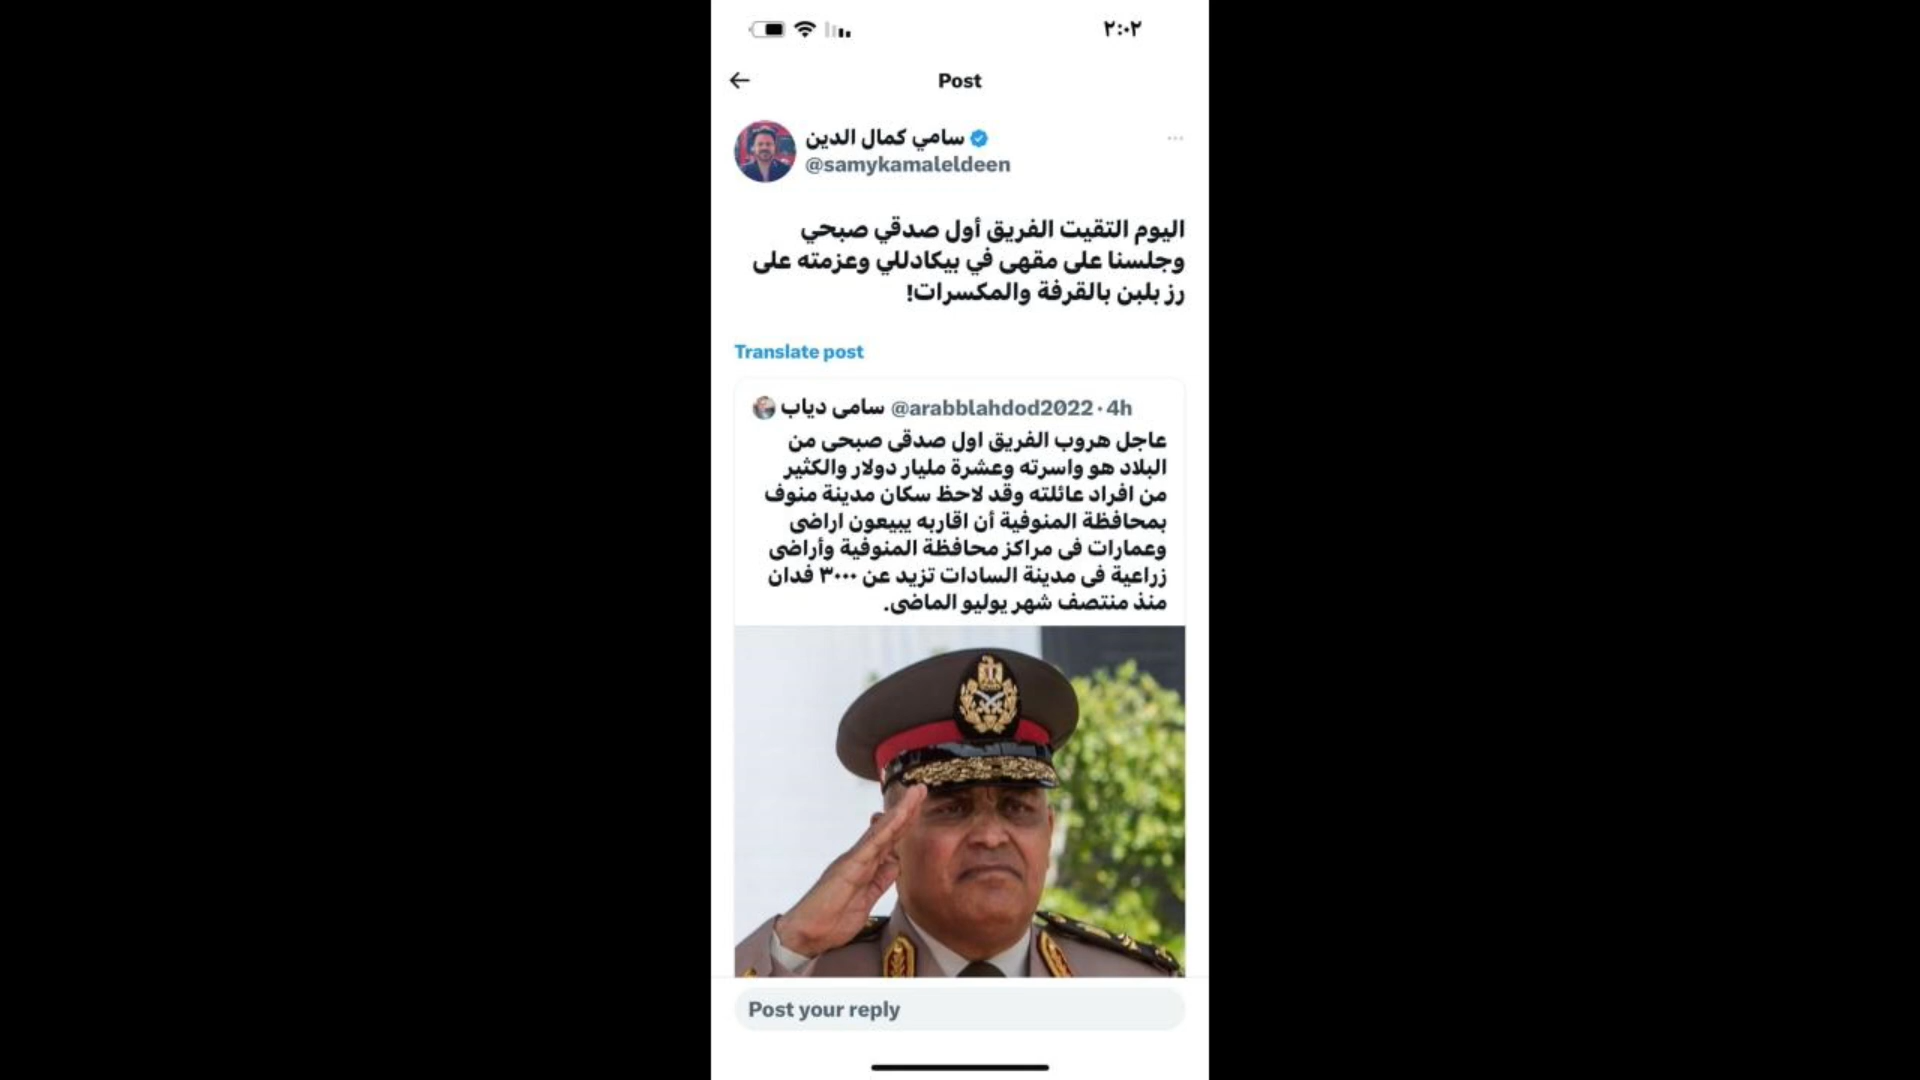 ٢:٠٢
Post
سامي كمال الدين
@samykamaleldeen
اليوم التقيت الفريق أول صدقي صبحي
وجلسنا على مقهى في بيكادللي وعزمته على
رز بلبن بالقرفة والمكسرات!
Translate post
سامى دياب @arabblahdod2022 · 4h
عاجل هروب الفريق اول صدقى صبحى من
البلاد هو واسرته وعشرة مليار دولار والكثير
من افراد عائلته وقد لاحظ سكان مدينة منوف
بمحافظة المنوفية أن اقاربه يبيعون اراضى
وعمارات فى مراكز محافظة المنوفية وأراضى
زراعية فى مدينة السادات تزيد عن ٣٠٠٠ فدان
منذ منتصف شهر يوليو الماضى.
Post your reply